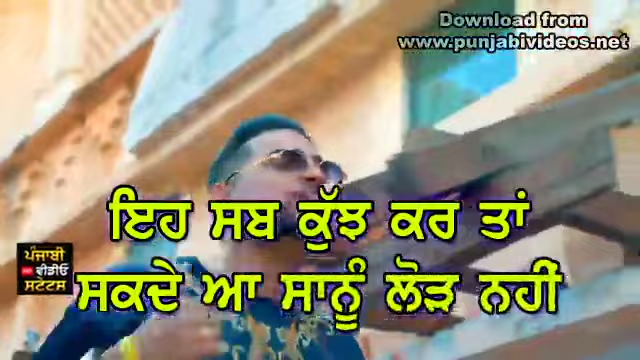 Download from
www.punjabivideos.net
ਇਹ ਸਬ ਕੁੱਝ ਕਰ ਤਾਂ
ਸਕਦੇ ਆ ਸਾਨੂੰ ਲੋੜ ਨਹੀਂ
ਪੰਜਾਬੀ
ਵੀਡੀਓ
ਸਟੇਟਸ